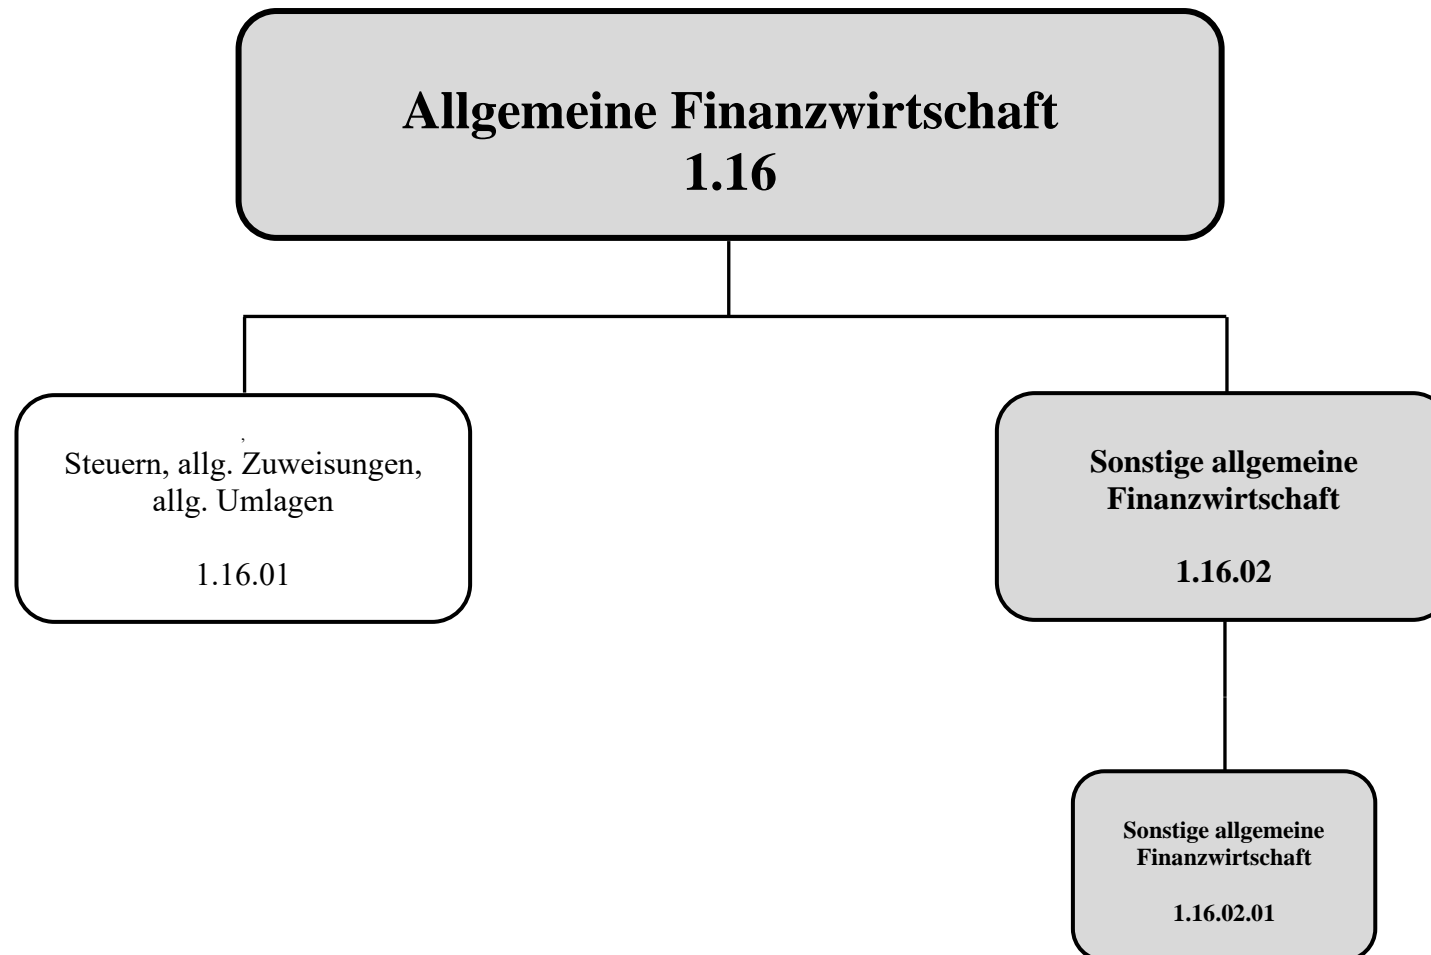 Allgemeine Finanzwirtschaft
1.16
,
Steuern, allg. Zuweisungen,
allg. Umlagen
1.16.01
Sonstige allgemeine
Finanzwirtschaft
1.16.02
Sonstige allgemeine
Finanzwirtschaft
1.16.02.01